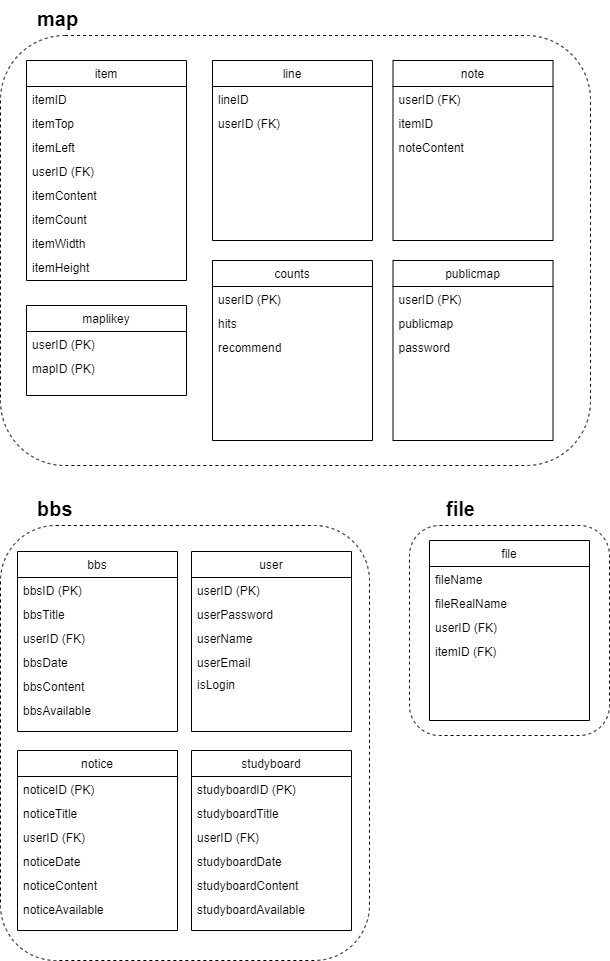 map
item
itemID
itemTop
itemLeft
userID (FK)
itemContent
itemCount
itemWidth
itemHeight
line
lineID
userID (FK)
note
userID (FK)
itemID
noteContent
maplikey
userID (PK)
mapID (PK)
counts
userID (PK)
hits
recommend
publicmap
userID (PK)
publicmap
password
bbs
bbs
bbsID (PK)
bbsTitle
userID (FK)
bbsDate
bbsContent
bbsAvailable
user
userID (PK)
userPassword
userName
userEmail
isLogin
notice
noticeID (PK)
noticeTitle
userID (FK)
noticeDate
noticeContent
noticeAvailable
studyboard
studyboardID (PK)
studyboardTitle
userID (FK)
studyboardDate
studyboardContent
studyboardAvailable
file
file
fileName
fileRealName
userID (FK)
itemID (FK)